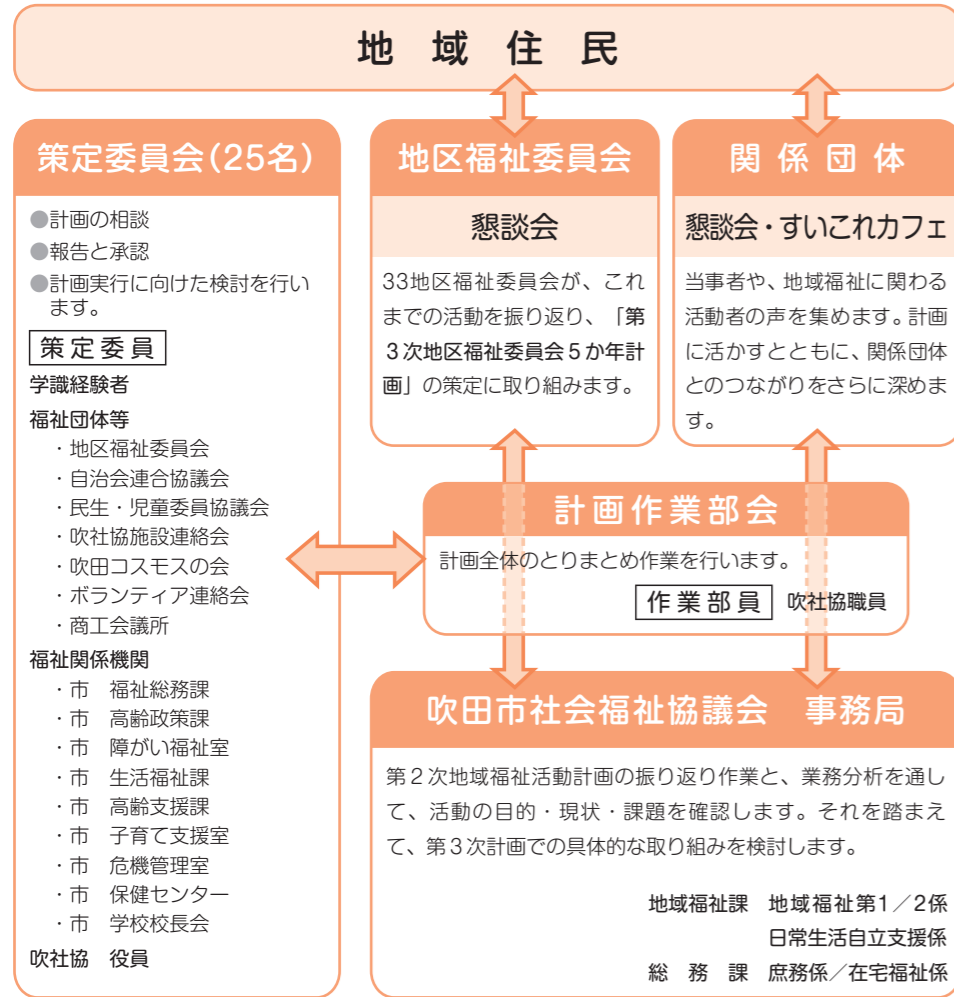 地域住民
策定委員会(25名)
●計画の相談
●報告と承認
●計画実行に向けた検討を行い
ます。
策定委員
学識経験者
福祉団体等
・地区福祉委員会
・自治会連合協議会
・民生・児童委員協議会
・吹社協施設連絡会
・吹田コスモスの会
・ボランティア連絡会
・商工会議所
福祉関係機関
・市　福祉総務課
・市　高齢政策課
・市　障がい福祉室
・市　生活福祉課
・市　高齢支援課
・市　子育て支援室
・市　危機管理室
・市　保健センター
・市　学校校長会
吹社協　役員
地区福祉委員会
懇談会
33地区福祉委員会が、これ
までの活動を振り返り、「第
３次地区福祉委員会５か年計
画」の策定に取り組みます。
関係団体
懇談会・すいこれカフェ
当事者や、地域福祉に関わる
活動者の声を集めます。計画
に活かすとともに、関係団体
とのつながりをさらに深めま
す。
計画作業部会
計画全体のとりまとめ作業を行います。
作業部員　吹社協職員
吹田市社会福祉協議会　事務局
第２次地域福祉活動計画の振り返り作業と、業務分析を通し
て、活動の目的・現状・課題を確認します。それを踏まえ
て、第３次計画での具体的な取り組みを検討します。
地域福祉課　地域福祉第1／2係
日常生活自立支援係
総　務　課　庶務係／在宅福祉係